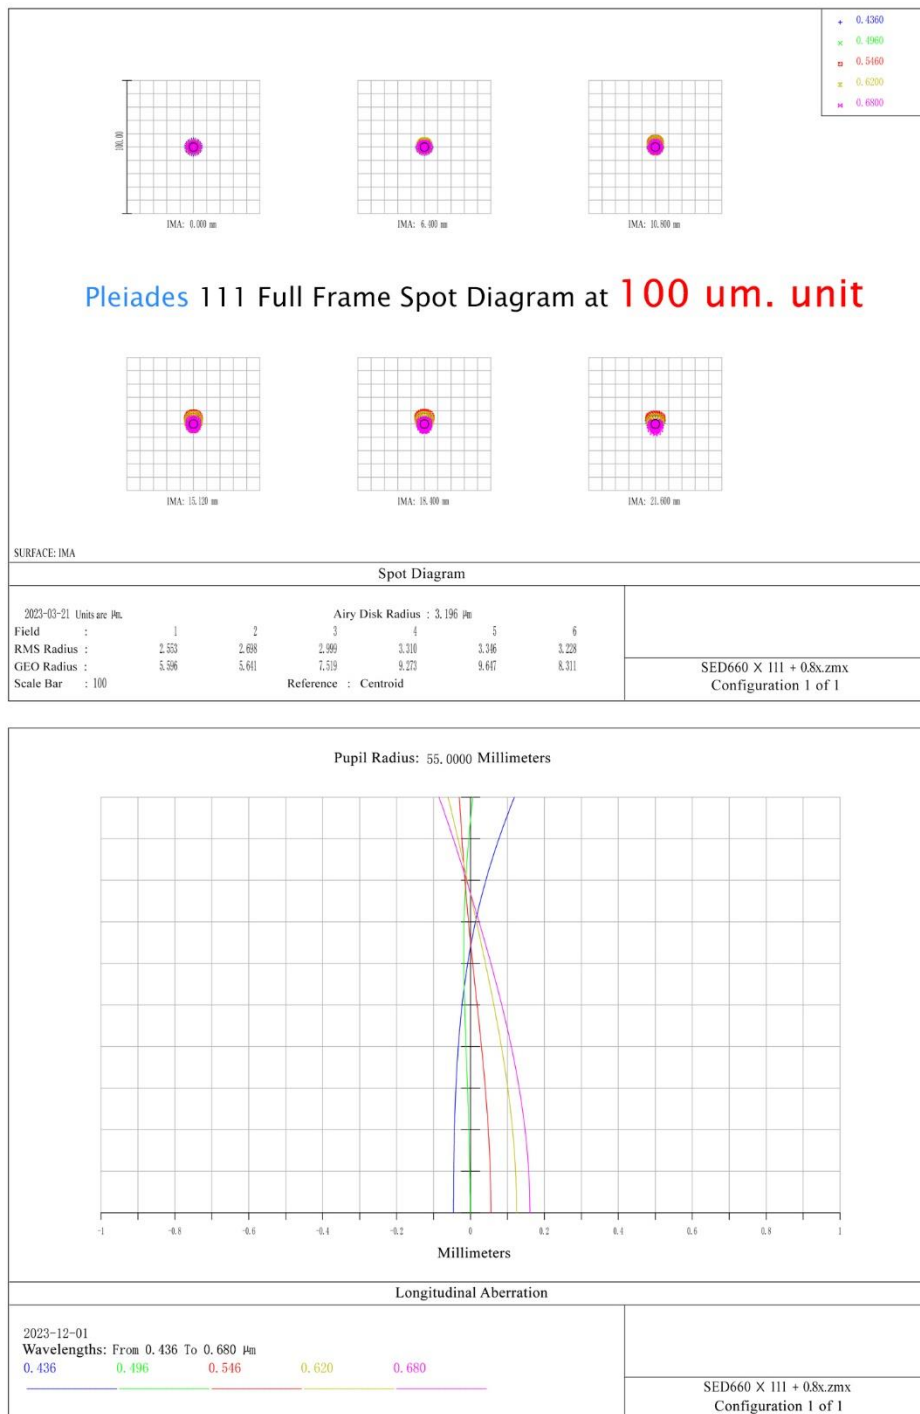 0.4360
0.4960
0.5460
0.6200
0.6800
100.00
IMA: 0.000 mm
IMA: 6.400 mm
IMA: 10.800 mm
Pleiades 111 Full Frame Spot Diagram at 100 um. unit
IMA: 15.120 mm
IMA: 18.400 mm
IMA: 21.600 mm
SURFACE: IMA
Spot Diagram
2023-03-21 Units are µm. Airy Disk Radius : 3.196 µm
Field : 1 2 3 4 5 6
RMS Radius : 2.553 2.698 2.999 3.310 3.346 3.228
GEO Radius : 5.596 5.641 7.519 9.273 9.647 8.311
Scale Bar : 100 Reference : Centroid
SED660 X 111 + 0.8x.zmx
Configuration 1 of 1
Pupil Radius: 55.0000 Millimeters
-1 -0.8 -0.6 -0.4 -0.2 0 0.2 0.4 0.6 0.8 1
Millimeters
Longitudinal Aberration
2023-12-01
Wavelengths: From 0.436 To 0.680 µm
0.436 0.496 0.546 0.620 0.680
SED660 X 111 + 0.8x.zmx
Configuration 1 of 1